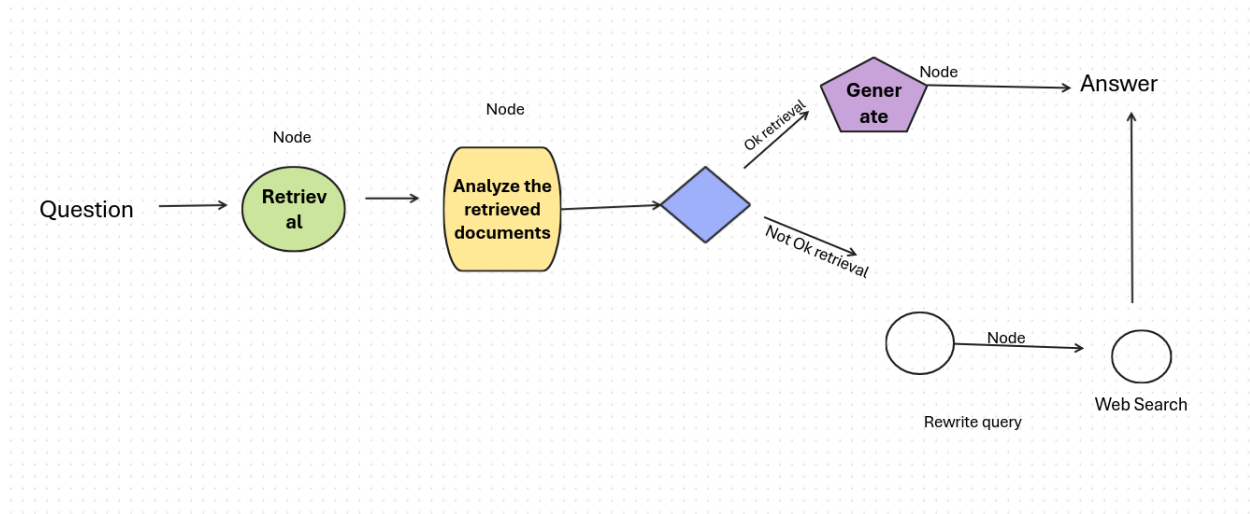 Question
Node
Retriev
al
Node
Analyze the
retrieved
documents
Ok retrieval
Not Ok retrieval
Gener
ate
Node
Answer
Node
Rewrite query
Web Search